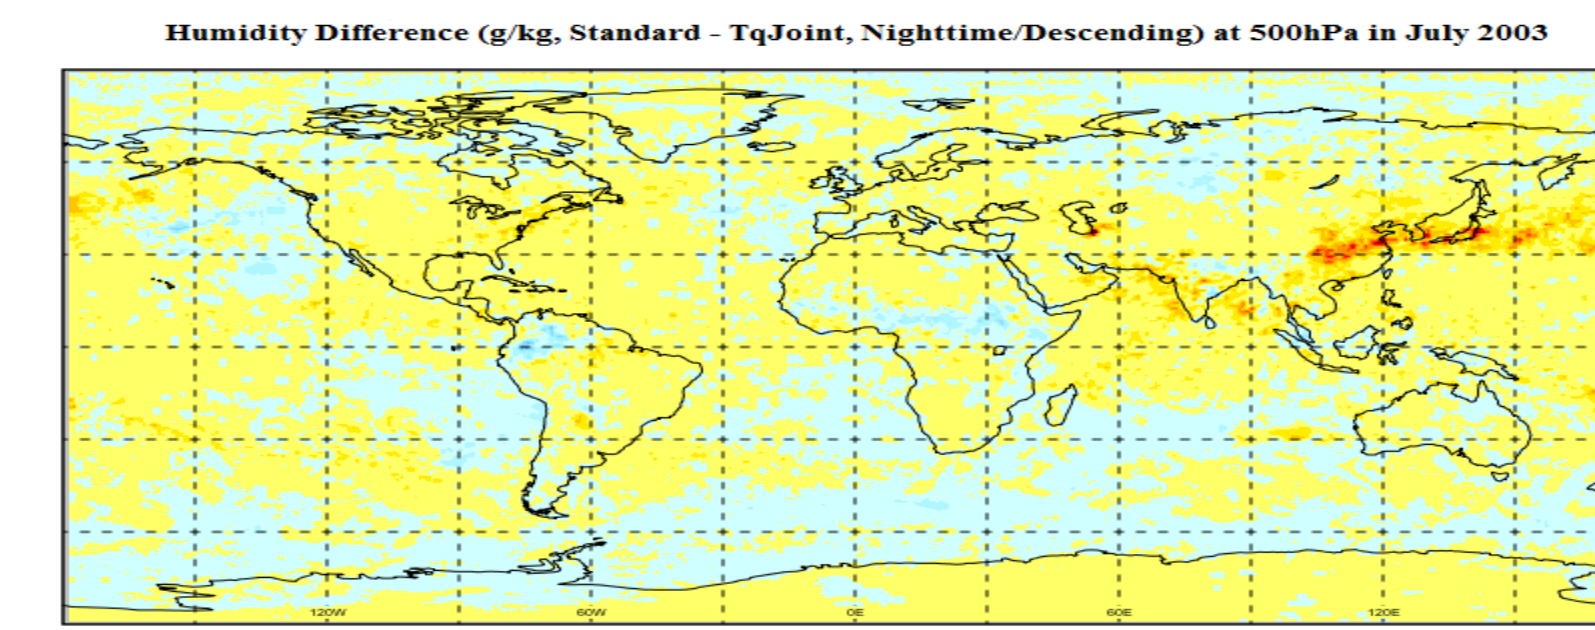 Humidity Difference (g/kg, Standard - TqJoint, Nighttime/Descending) at 500hPa in July 2003
120W 60W 0E 60E 120E